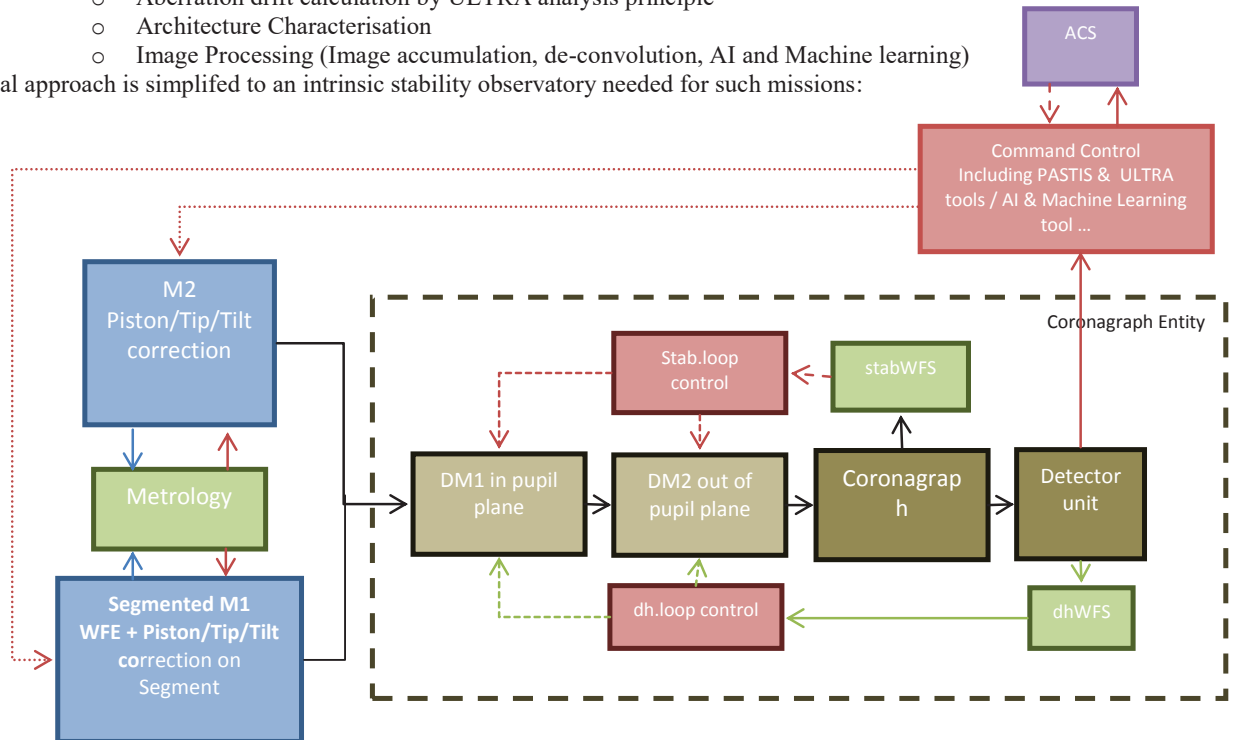 o Aberration drift calculation by ULTRA analysis principle
o Architecture Characterisation
o Image Processing (Image accumulation, de-convolution, AI and Machine learning)
al approach is simplifed to an intrinsic stability observatory needed for such missions:
ACS
Command Control
Including PASTIS & ULTRA
tools / AI & Machine Learning
tool ...
M2
Piston/Tip/Tilt
correction
Coronagraph Entity
Stab.loop
control
stabWFS
Metrology
DM1 in pupil
plane
DM2 out of
pupil plane
Coronagrap
h
Detector
unit
Segmented M1
WFE + Piston/Tip/Tilt
correction on
Segment
dh.loop control
dhWFS